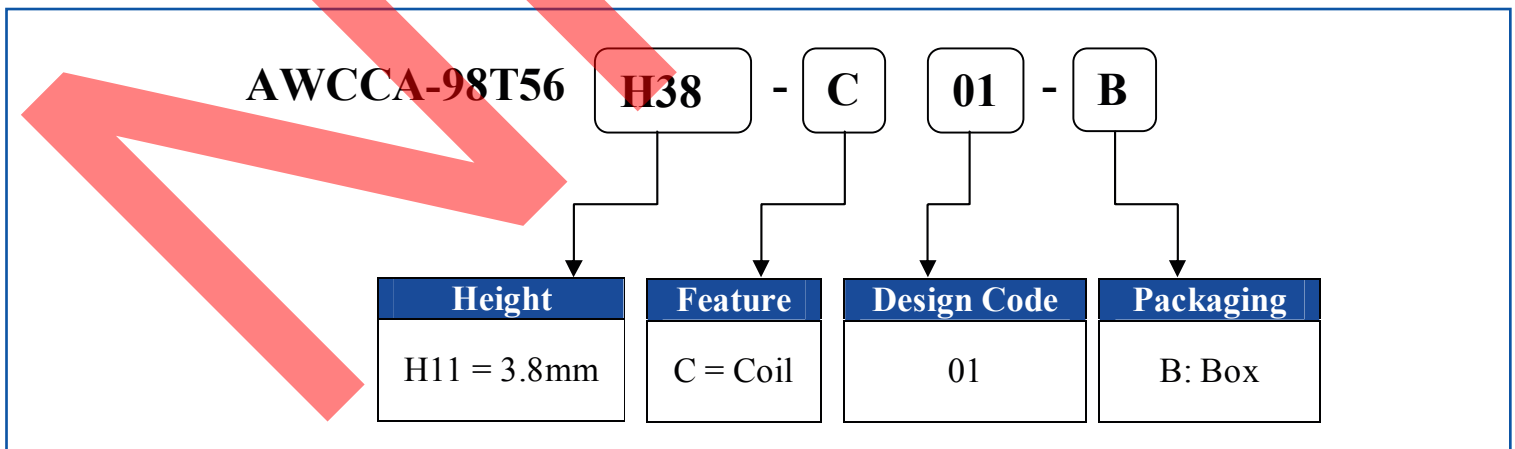 AWCCA-98T56 H38 - C 01 - B
Height Feature Design Code Packaging
H11 = 3.8mm C = Coil 01 B: Box